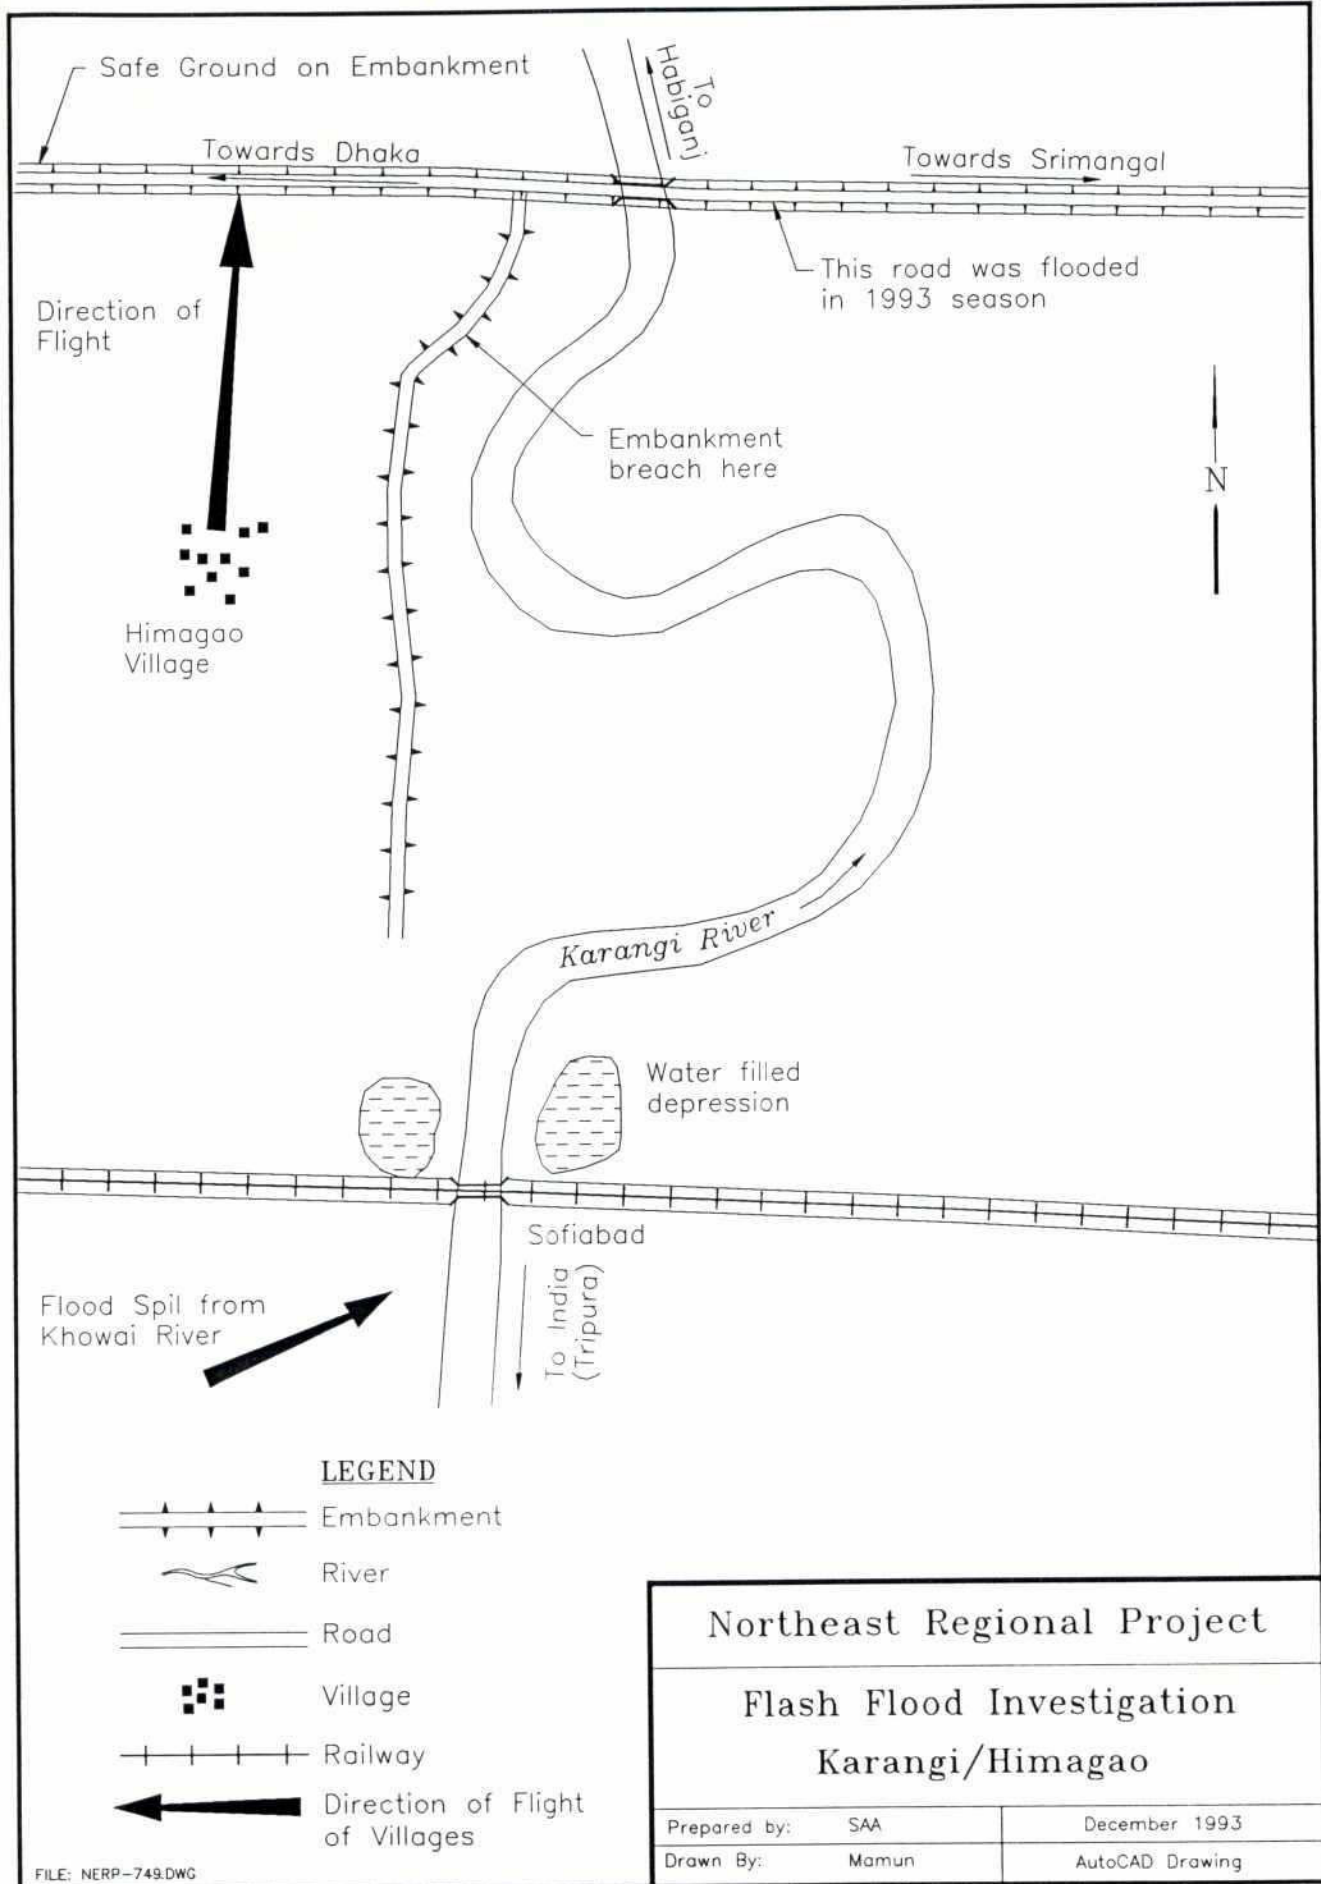 Safe Ground on Embankment
To
Habiganj
Towards Dhaka
Towards Srimangal
This road was flooded
in 1993 season
Direction of
Flight
Embankment
breach here
N
Himagao
Village
Karangi River
Water filled
depression
Sofiabad
To India
(Tripura)
Flood Spil from
Khowai River
LEGEND
Embankment
River
Road
Village
Railway
Direction of Flight
of Villages
FILE: NERP-749.DWG
Northeast Regional Project
Flash Flood Investigation
Karangi/Himagao
Prepared by: SAA December 1993
Drawn By: Mamun AutoCAD Drawing